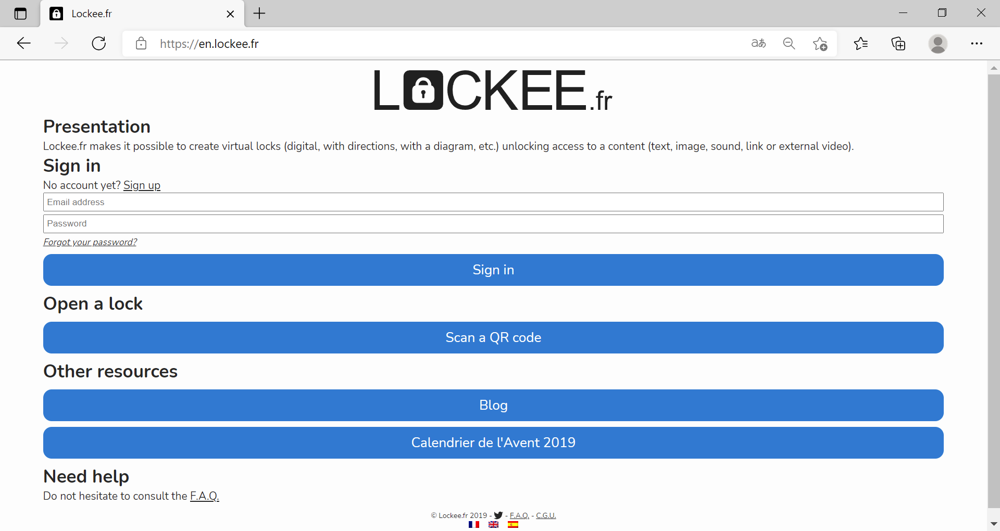 Lockee.fr
https://en.lockee.fr
aあ
LOCKEE.fr
Presentation
Lockee.fr makes it possible to create virtual locks (digital, with directions, with a diagram, etc.) unlocking access to a content (text, image, sound, link or external video).
Sign in
No account yet? Sign up
Email address
Password
Forgot your password?
Sign in
Open a lock
Scan a QR code
Other resources
Blog
Calendrier de l'Avent 2019
Need help
Do not hesitate to consult the F.A.Q.
© Lockee.fr 2019 - - F.A.Q. - C.G.U.